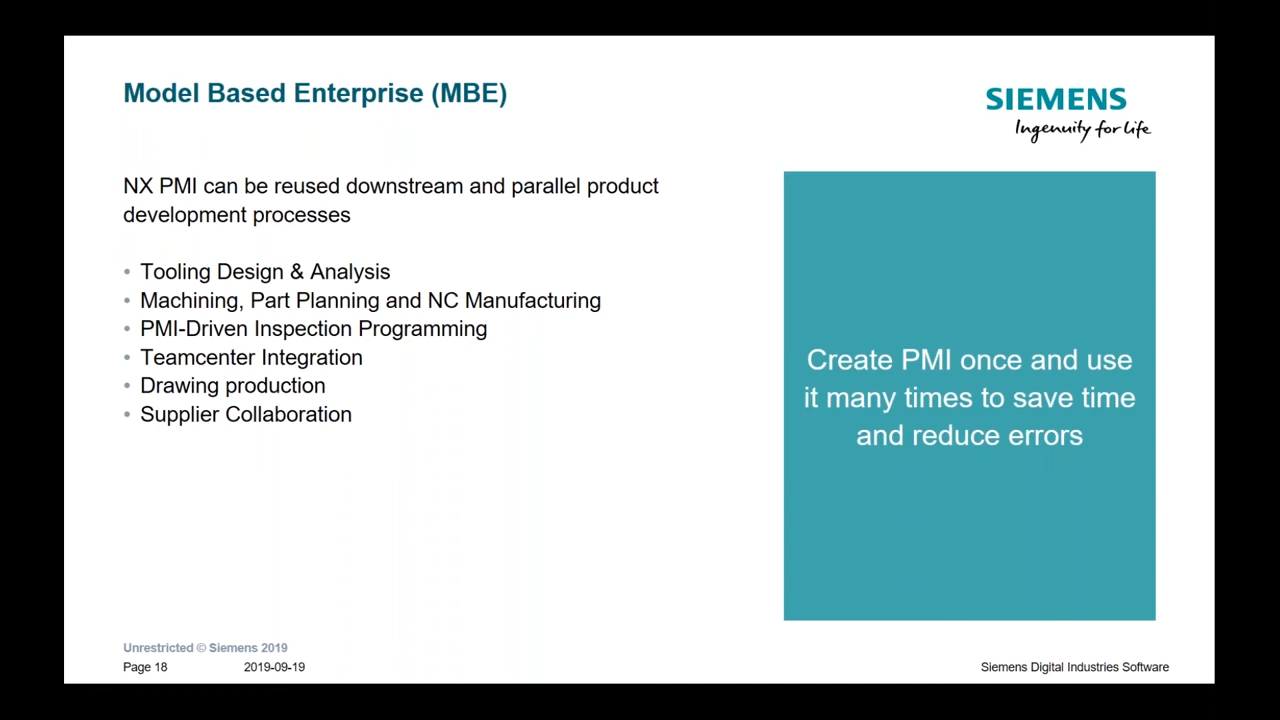 Model Based Enterprise (MBE)
SIEMENS
Ingenuity for life
NX PMI can be reused downstream and parallel product
development processes
• Tooling Design & Analysis
• Machining, Part Planning and NC Manufacturing
• PMI-Driven Inspection Programming
• Teamcenter Integration
• Drawing production
• Supplier Collaboration
Create PMI once and use
it many times to save time
and reduce errors
Unrestricted © Siemens 2019
Page 18 2019-09-19 Siemens Digital Industries Software